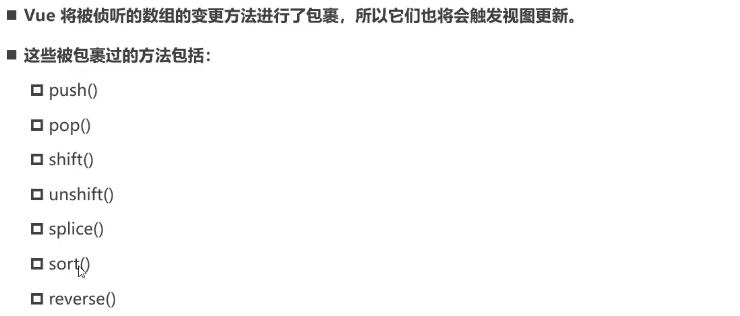 Vue 将被侦听的数组的变更方法进行了包裹，所以它们也将会触发视图更新。
这些被包裹过的方法包括：
push()
pop()
shift()
unshift()
splice()
sort()
reverse()